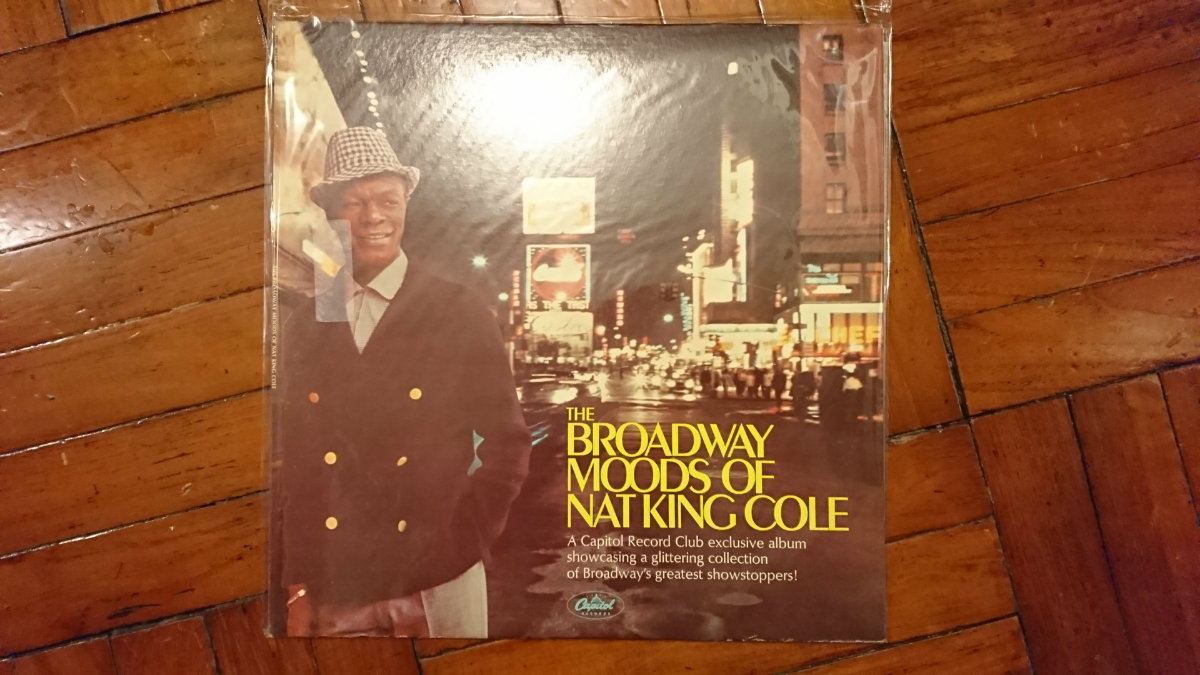 THE
BROADWAY
MOODS OF
NAT KING COLE
A Capitol Record Club exclusive album
showcasing a glittering collection
of Broadway's greatest showstoppers!
Capitol
RECORDS
THE BROADWAY MOODS OF NAT KING COLE